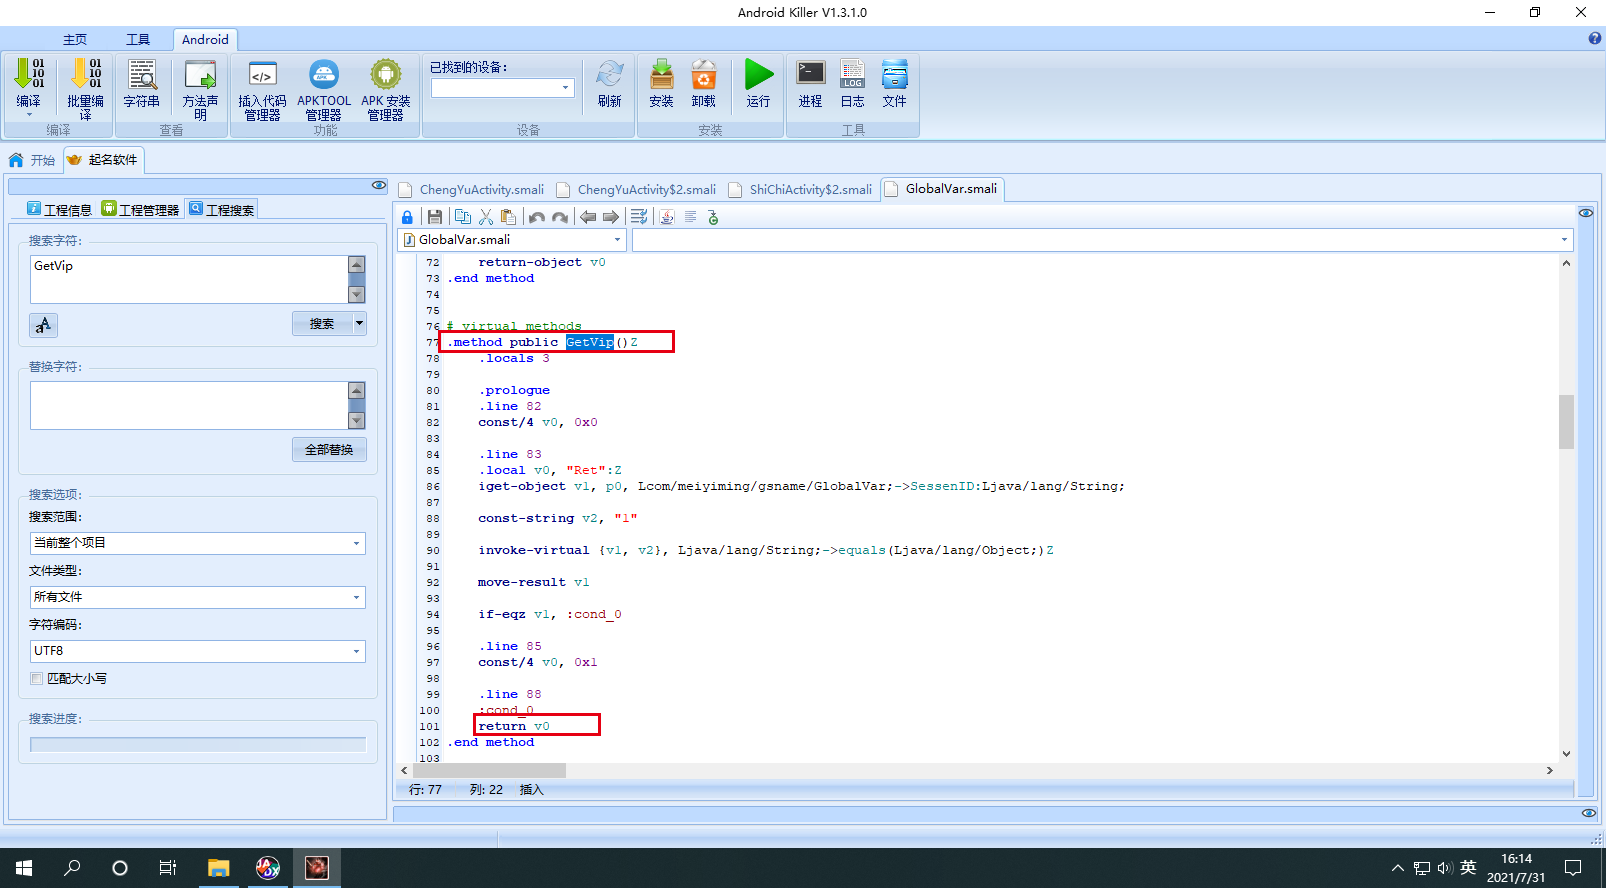 Android Killer V1.3.1.0
主页 工具 Android
已找到的设备:
编译 批量编译 字符串 方法声明 插入代码管理器 APKTOOL管理器 APK 安装管理器 刷新 安装 卸载 运行 进程 日志 文件
编译 查看 功能 设备 安装 工具
开始 起名软件
ChengYuActivity.smali ChengYuActivity$2.smali ShiChiActivity$2.smali GlobalVar.smali
工程信息 工程管理器 工程搜索
搜索字符:
GetVip
搜索
替换字符:
全部替换
搜索选项:
搜索范围:
当前整个项目
文件类型:
所有文件
字符编码:
UTF8
匹配大小写
搜索进度:
GlobalVar.smali
72 return-object v0
73 .end method
74
75
76 # virtual methods
77 .method public GetVip()Z
78 .locals 3
79
80 .prologue
81 .line 82
82 const/4 v0, 0x0
83
84 .line 83
85 .local v0, "Ret":Z
86 iget-object v1, p0, Lcom/meiyiming/gsname/GlobalVar;->SessenID:Ljava/lang/String;
87
88 const-string v2, "1"
89
90 invoke-virtual {v1, v2}, Ljava/lang/String;->equals(Ljava/lang/Object;)Z
91
92 move-result v1
93
94 if-eqz v1, :cond_0
95
96 .line 85
97 const/4 v0, 0x1
98
99 .line 88
100 :cond_0
101 return v0
102 .end method
103
行: 77 列: 22 插入
英 16:14
2021/7/31